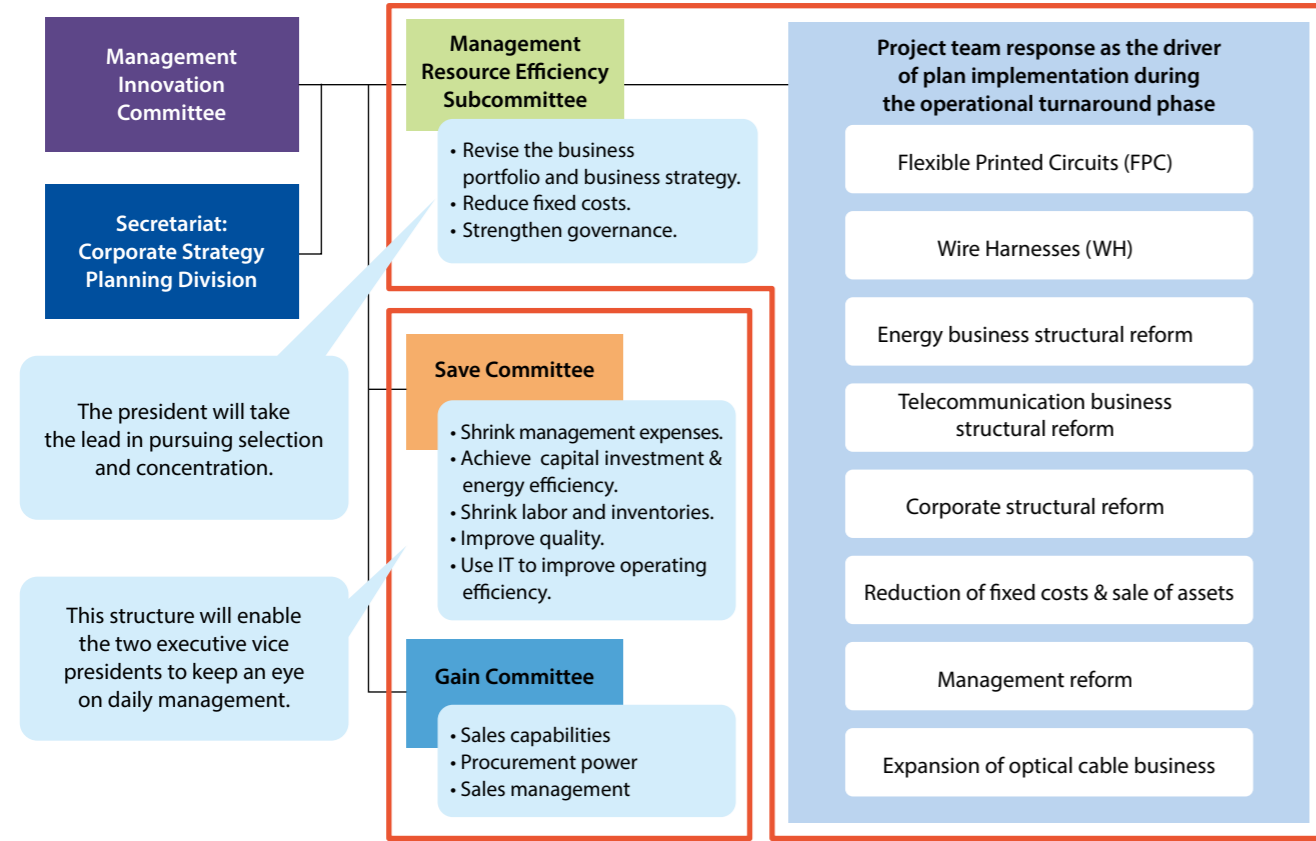 Management
Innovation
Committee
Secretariat:
Corporate Strategy
Planning Division
The president will take
the lead in pursuing selection
and concentration.
This structure will enable
the two executive vice
presidents to keep an eye
on daily management.
Management
Resource Efficiency
Subcommittee
• Revise the business
portfolio and business strategy.
• Reduce fixed costs.
• Strengthen governance.
Save Committee
• Shrink management expenses.
• Achieve capital investment &
energy efficiency.
• Shrink labor and inventories.
• Improve quality.
• Use IT to improve operating
efficiency.
Gain Committee
• Sales capabilities
• Procurement power
• Sales management
Project team response as the driver
of plan implementation during
the operational turnaround phase
Flexible Printed Circuits (FPC)
Wire Harnesses (WH)
Energy business structural reform
Telecommunication business
structural reform
Corporate structural reform
Reduction of fixed costs & sale of assets
Management reform
Expansion of optical cable business